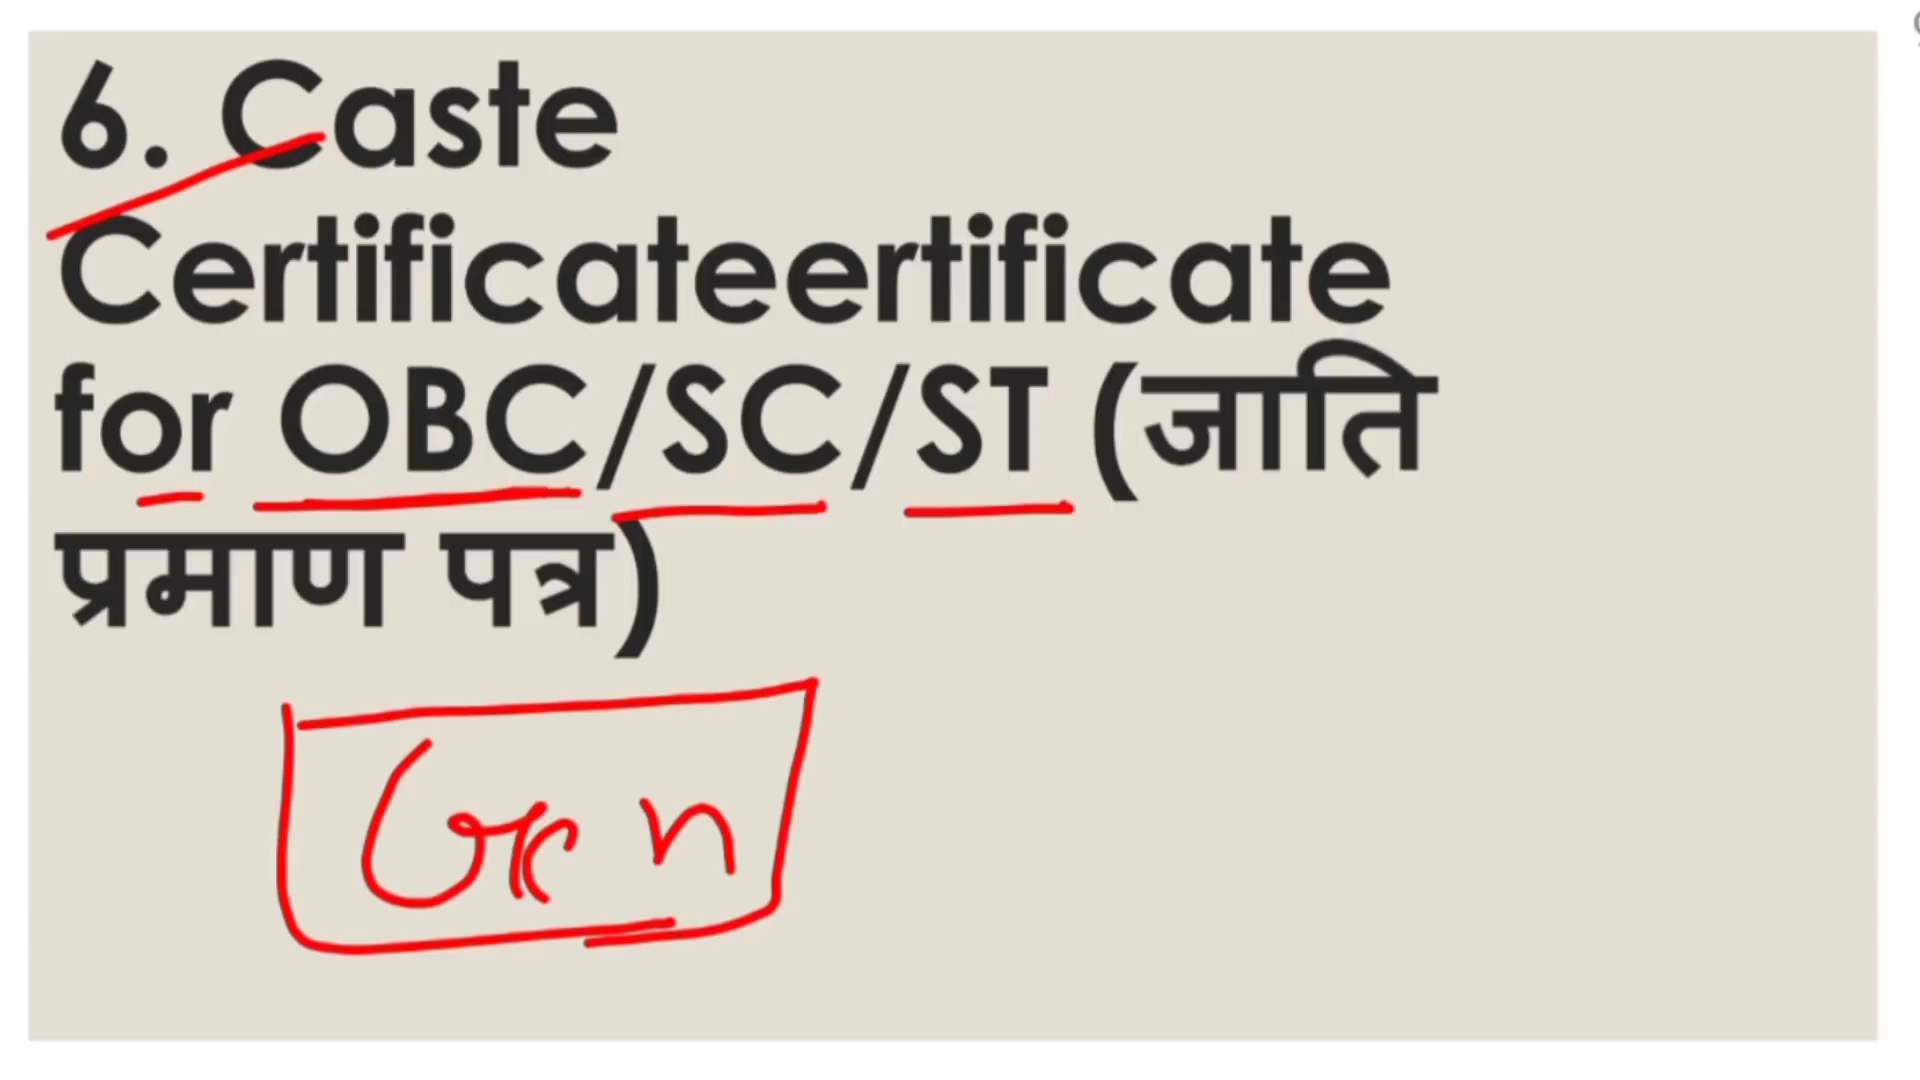 6. Caste
Certificateertificate
for OBC/SC/ST (जाति
प्रमाण पत्र)
Gen